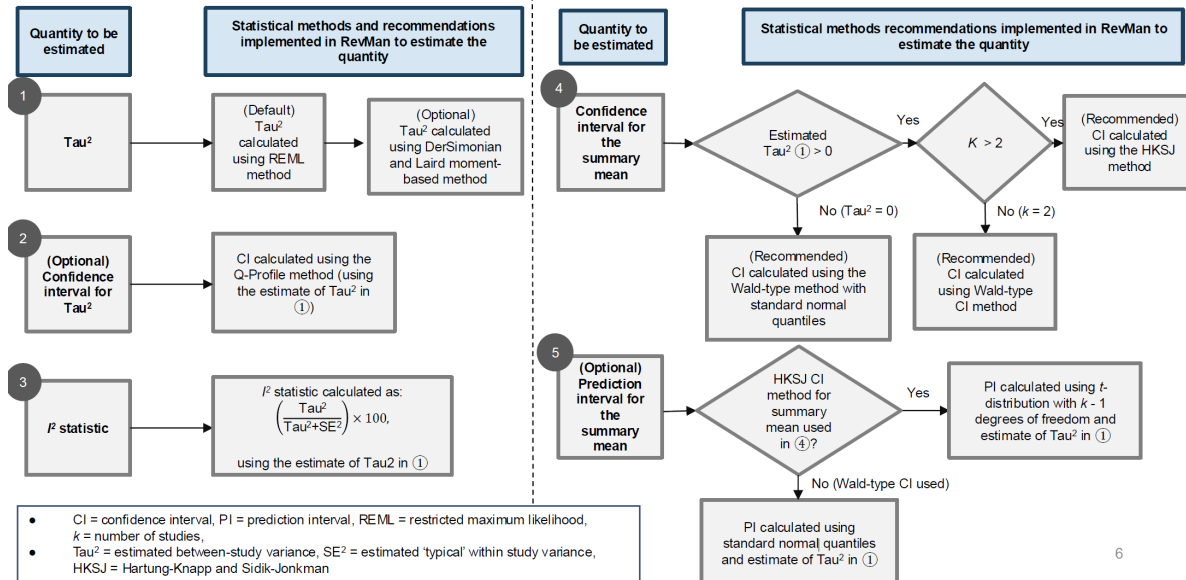 Quantity to be
estimated
Statistical methods and recommendations
implemented in RevMan to estimate the
quantity
1
Tau²
(Default)
Tau²
calculated
using REML
method
(Optional)
Tau² calculated
using DerSimonian
and Laird moment-
based method
2
(Optional)
Confidence
interval for
Tau²
CI calculated using the
Q-Profile method (using
the estimate of Tau² in
①)
3
I² statistic
I² statistic calculated as:
(Tau²/Tau²+SE²) × 100,
using the estimate of Tau2 in ①
● CI = confidence interval, PI = prediction interval, REML = restricted maximum likelihood,
k = number of studies,
● Tau² = estimated between-study variance, SE² = estimated ‘typical’ within study variance,
HKSJ = Hartung-Knapp and Sidik-Jonkman
Quantity to
be estimated
Statistical methods recommendations implemented in RevMan to
estimate the quantity
4
Confidence
interval for
the
summary
mean
Estimated
Tau² ① > 0
Yes
K > 2
Yes
(Recommended)
CI calculated
using the HKSJ
method
No (Tau² = 0)
No (k = 2)
(Recommended)
CI calculated using the
Wald-type method with
standard normal
quantiles
(Recommended)
CI calculated
using Wald-type
CI method
5
(Optional)
Prediction
interval for
the
summary
mean
HKSJ CI
method for
summary
mean used
in ④?
Yes
PI calculated using t-
distribution with k - 1
degrees of freedom and
estimate of Tau² in ①
No (Wald-type CI used)
PI calculated using
standard normal quantiles
and estimate of Tau² in ①
6